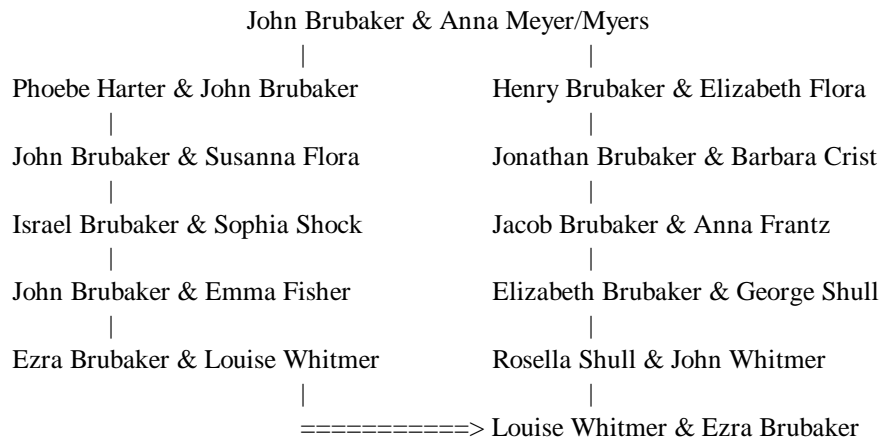 John Brubaker & Anna Meyer/Myers
| |
Phoebe Harter & John Brubaker Henry Brubaker & Elizabeth Flora
| |
John Brubaker & Susanna Flora Jonathan Brubaker & Barbara Crist
| |
Israel Brubaker & Sophia Shock Jacob Brubaker & Anna Frantz
| |
John Brubaker & Emma Fisher Elizabeth Brubaker & George Shull
| |
Ezra Brubaker & Louise Whitmer Rosella Shull & John Whitmer
| |
===========> Louise Whitmer & Ezra Brubaker